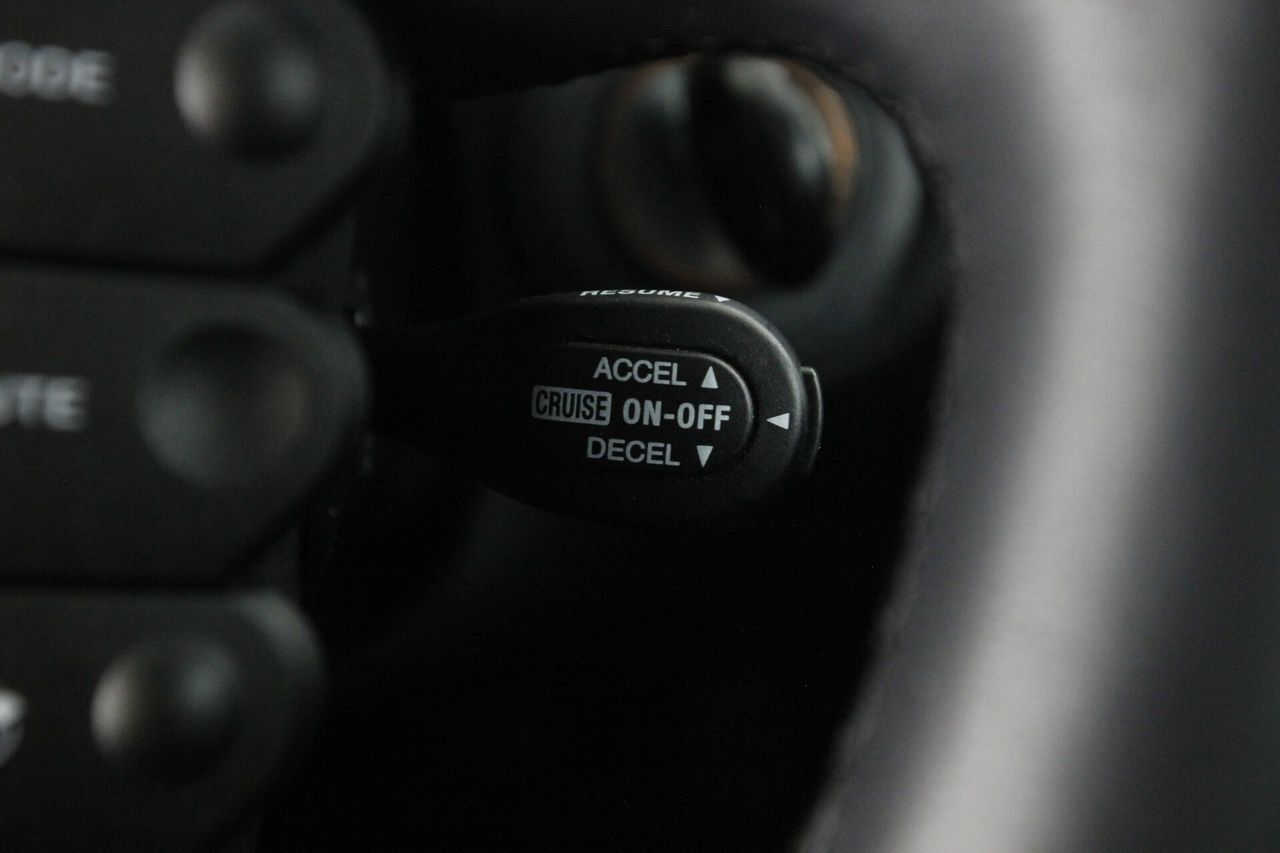 RESUME ▼
ACCEL ▲
CRUISE ON-OFF ◀
DECEL ▼